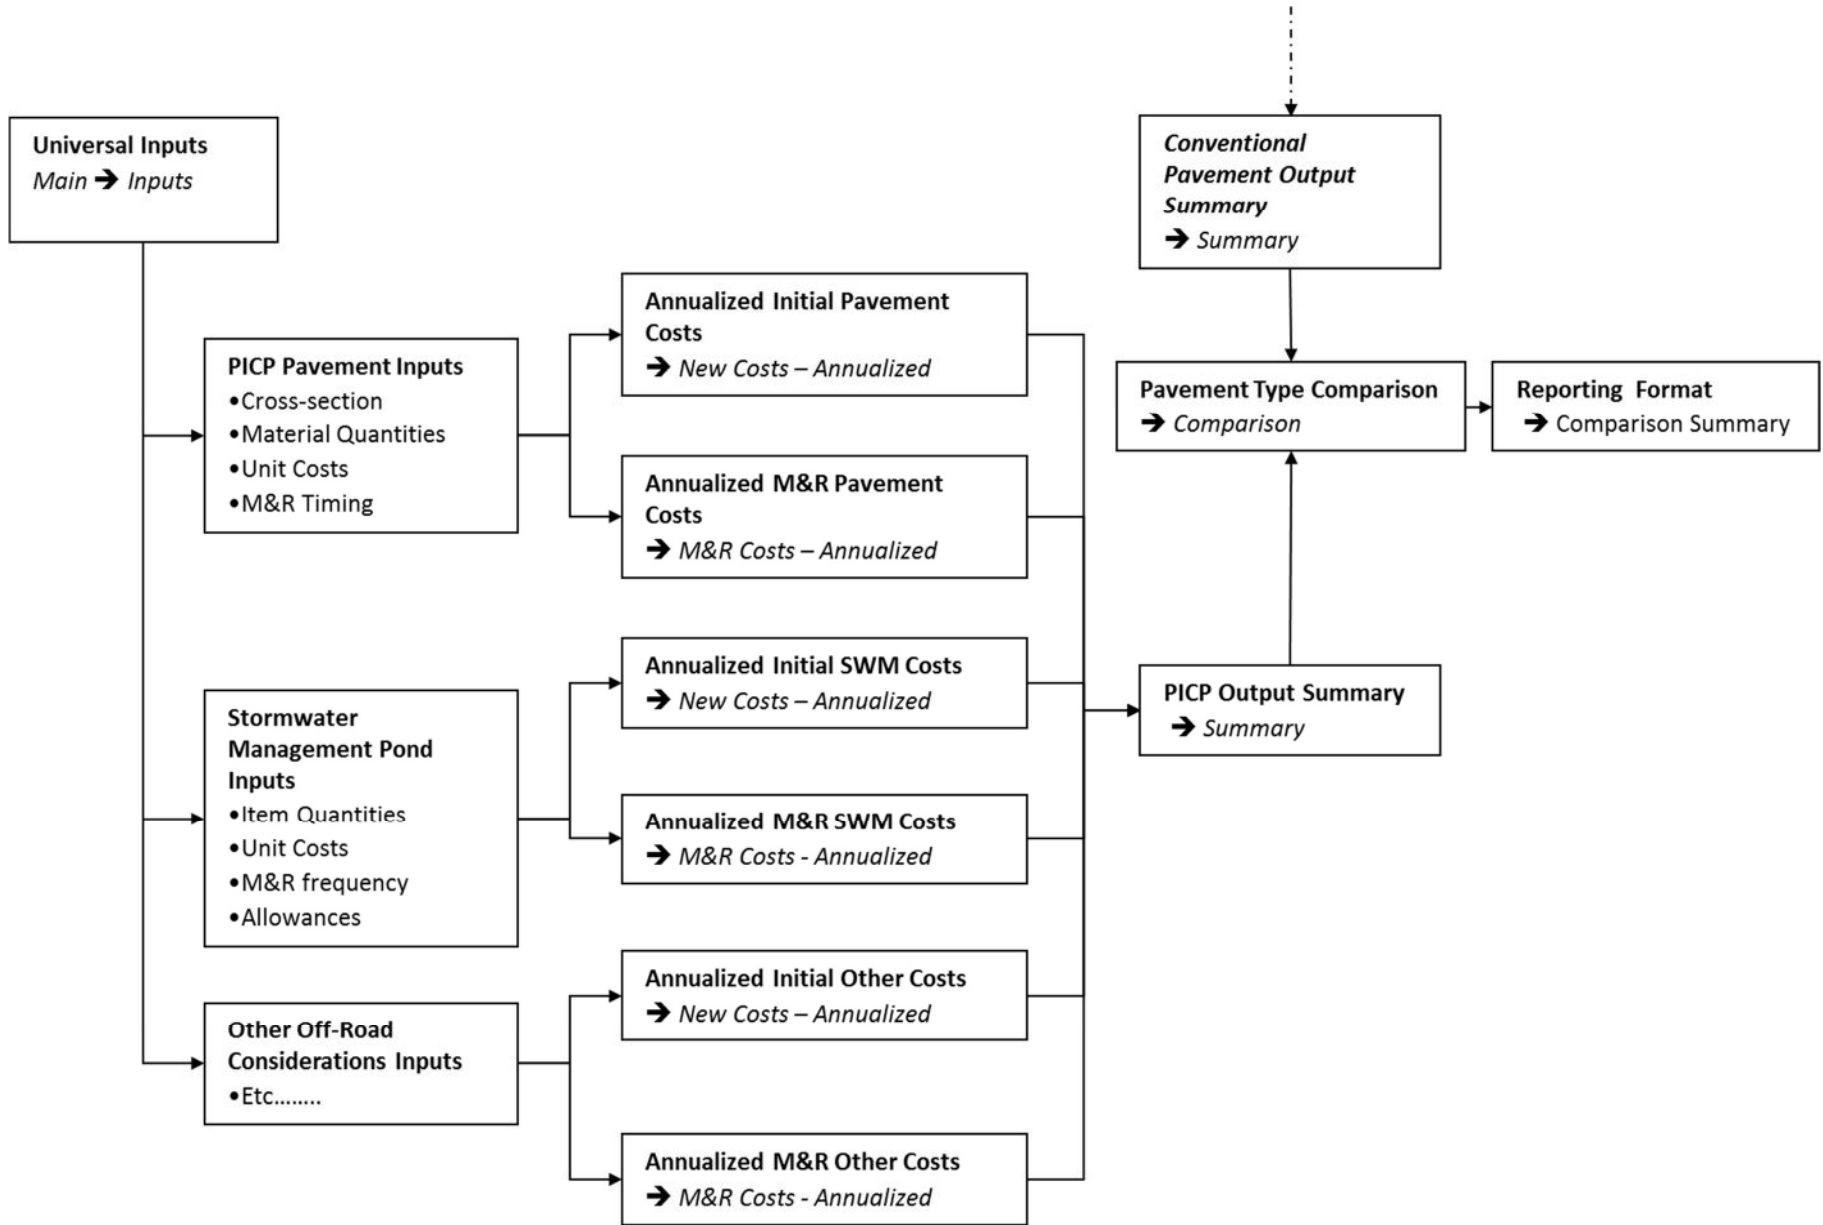 Universal Inputs
Main ➔ Inputs
PICP Pavement Inputs
•Cross-section
•Material Quantities
•Unit Costs
•M&R Timing
Stormwater
Management Pond
Inputs
•Item Quantities
•Unit Costs
•M&R frequency
•Allowances
Other Off-Road
Considerations Inputs
•Etc........
Annualized Initial Pavement
Costs
➔ New Costs – Annualized
Annualized M&R Pavement
Costs
➔ M&R Costs – Annualized
Annualized Initial SWM Costs
➔ New Costs – Annualized
Annualized M&R SWM Costs
➔ M&R Costs - Annualized
Annualized Initial Other Costs
➔ New Costs – Annualized
Annualized M&R Other Costs
➔ M&R Costs - Annualized
Conventional
Pavement Output
Summary
➔ Summary
Pavement Type Comparison
➔ Comparison
PICP Output Summary
➔ Summary
Reporting Format
➔ Comparison Summary